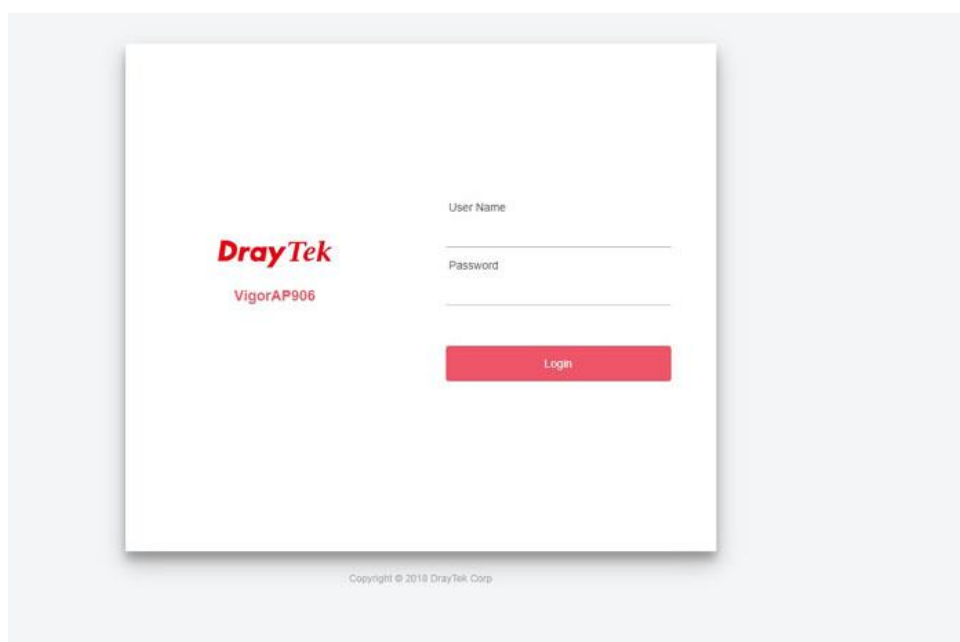 DrayTek
VigorAP906
User Name
Password
Login
Copyright © 2018 DrayTek Corp